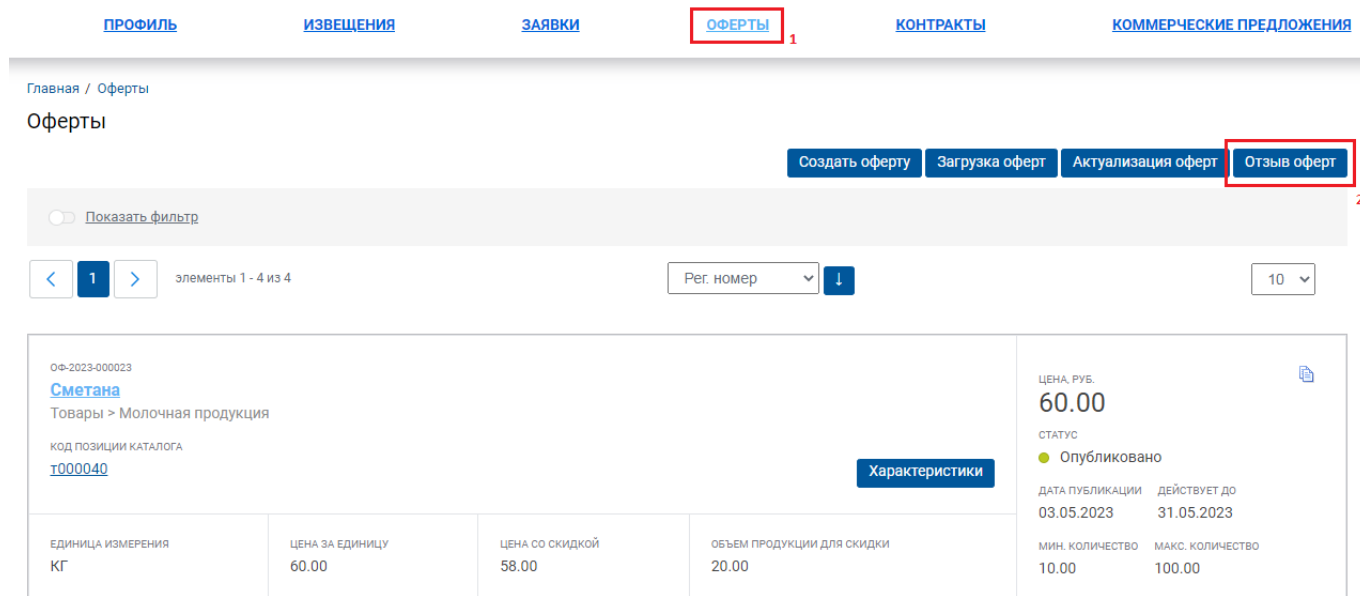 ПРОФИЛЬ ИЗВЕЩЕНИЯ ЗАЯВКИ ОФЕРТЫ 1 КОНТРАКТЫ КОММЕРЧЕСКИЕ ПРЕДЛОЖЕНИЯ
Главная / Оферты
Оферты
Создать оферту Загрузка оферт Актуализация оферт Отзыв оферт
2
Показать фильтр
1 элементы 1 - 4 из 4 Рег. номер ↓ 10
ОФ-2023-000023
Сметана
Товары > Молочная продукция
КОД ПОЗИЦИИ КАТАЛОГА
т000040
Характеристики
ЦЕНА, РУБ.
60.00
СТАТУС
Опубликовано
ДАТА ПУБЛИКАЦИИ ДЕЙСТВУЕТ ДО
03.05.2023 31.05.2023
МИН. КОЛИЧЕСТВО МАКС. КОЛИЧЕСТВО
10.00 100.00
ЕДИНИЦА ИЗМЕРЕНИЯ ЦЕНА ЗА ЕДИНИЦУ ЦЕНА СО СКИДКОЙ ОБЪЕМ ПРОДУКЦИИ ДЛЯ СКИДКИ
КГ 60.00 58.00 20.00